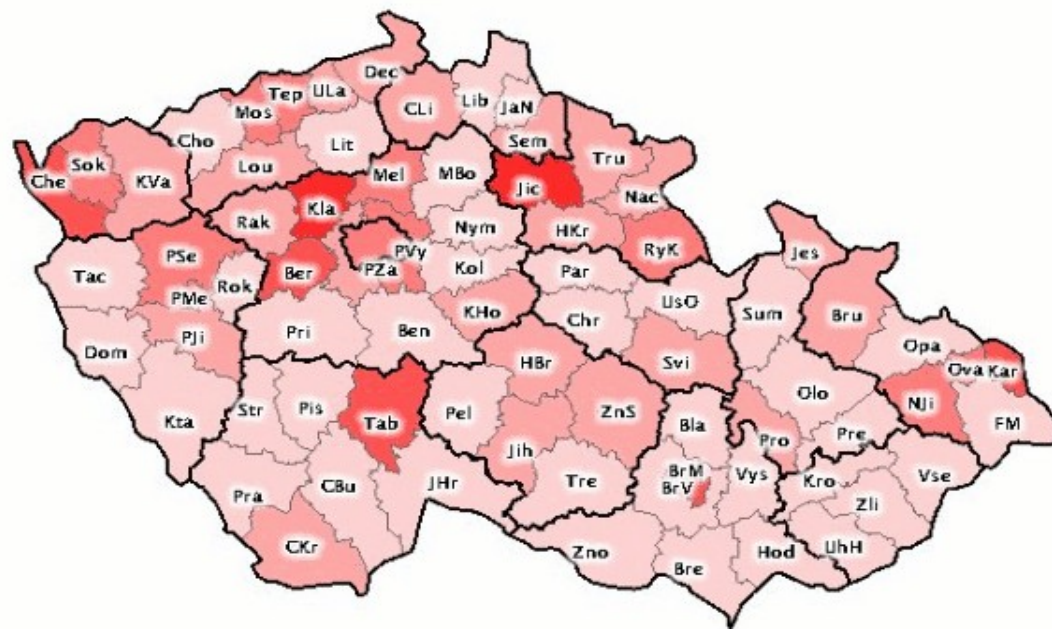 Dec
Tep
ULa
Lib
JaN
Mos
CLi
Cho
Lit
Sem
Sok
Lou
Mel
MBo
Tru
Che
KVa
Jic
Nac
Rak
Kla
Nym
HKr
RyK
PSe
PVy
Jes
Tac
Ber
PZa
Kol
Par
Rok
PMe
KHo
UsO
Sum
Bru
Chr
Pri
Ben
PJi
Opa
Dom
HBr
Svi
Ova
Kar
Olo
NJi
Str
Pis
Pel
ZnS
Kta
Tab
Bla
FM
Pro
Pre
Jih
BrM
Vys
Vse
Tre
BrV
Kro
CBu
JHr
Pra
Zli
CKr
Zno
Hod
UhH
Bre